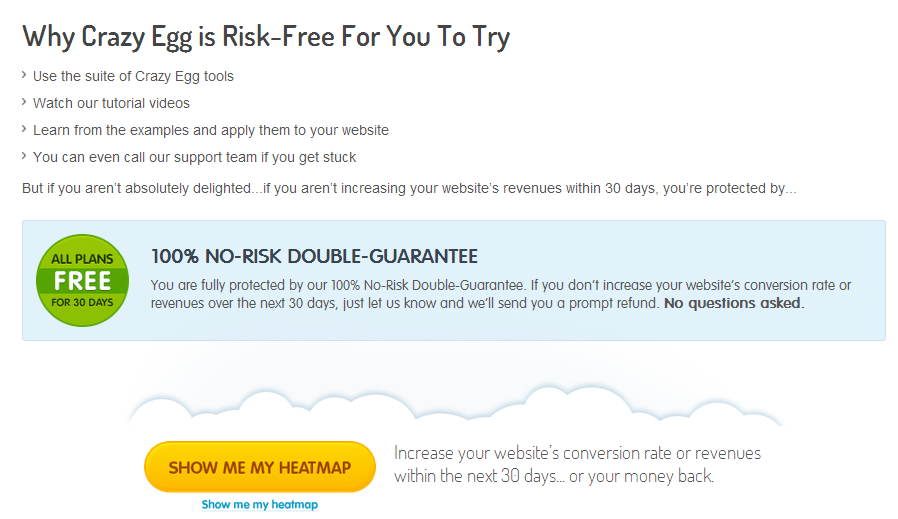 Why Crazy Egg is Risk-Free For You To Try
Use the suite of Crazy Egg tools
Watch our tutorial videos
Learn from the examples and apply them to your website
You can even call our support team if you get stuck
But if you aren't absolutely delighted...if you aren't increasing your website's revenues within 30 days, you're protected by...
ALL PLANS
FREE
FOR 30 DAYS
100% NO-RISK DOUBLE-GUARANTEE
You are fully protected by our 100% No-Risk Double-Guarantee. If you don't increase your website's conversion rate or
revenues over the next 30 days, just let us know and we'll send you a prompt refund. No questions asked.
SHOW ME MY HEATMAP
Show me my heatmap
Increase your website's conversion rate or revenues
within the next 30 days... or your money back.